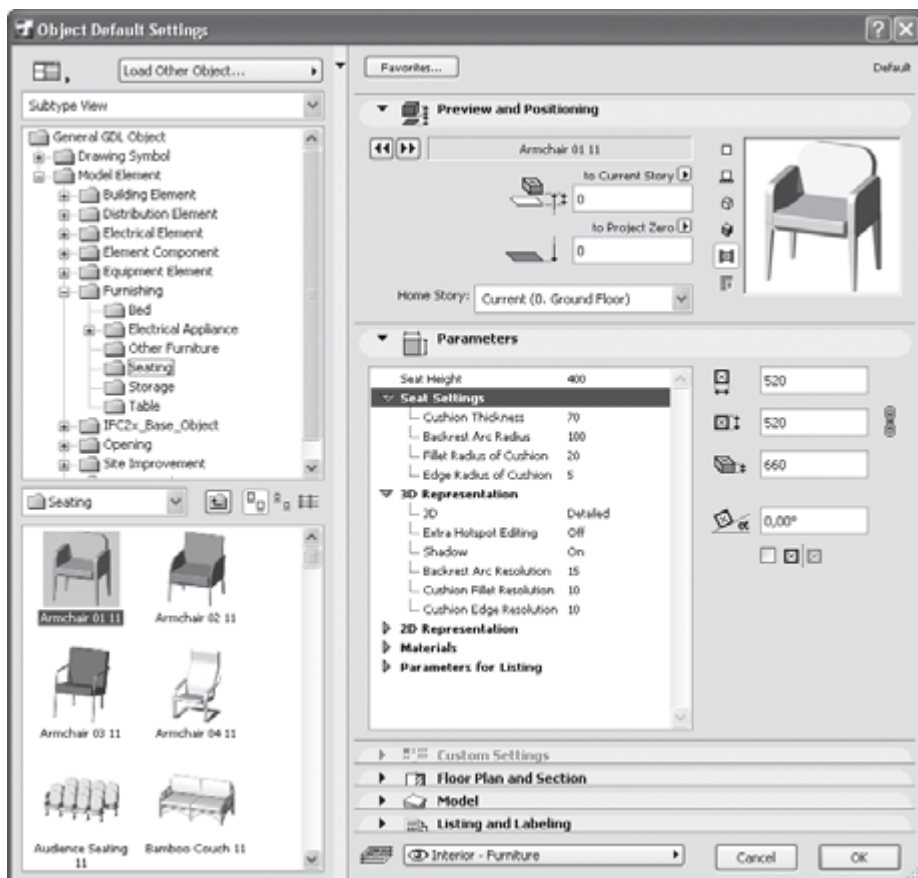 Object Default Settings
Load Other Object...
Subtype View
General GDL Object
Drawing Symbol
Model Element
Building Element
Distribution Element
Electrical Element
Element Component
Equipment Element
Furnishing
Bed
Electrical Appliance
Other Furniture
Seating
Storage
Table
IFC2x_Base_Object
Opening
Site Improvement
Seating
Armchair 01 11
Armchair 02 11
Armchair 03 11
Armchair 04 11
Audience Seating
11
Bamboo Couch 11
Favorites...
Default
Preview and Positioning
Armchair 01 11
to Current Story
0
to Project Zero
0
Home Story: Current (0. Ground Floor)
Parameters
Seat Height 400
Seat Settings
Cushion Thickness 70
Backrest Arc Radius 100
Fillet Radius of Cushion 20
Edge Radius of Cushion 5
3D Representation
3D Detailed
Extra Hotspot Editing Off
Shadow On
Backrest Arc Resolution 15
Cushion Fillet Resolution 10
Cushion Edge Resolution 10
2D Representation
Materials
Parameters for Listing
520
520
660
0,00°
Custom Settings
Floor Plan and Section
Model
Listing and Labeling
Interior - Furniture
Cancel
OK